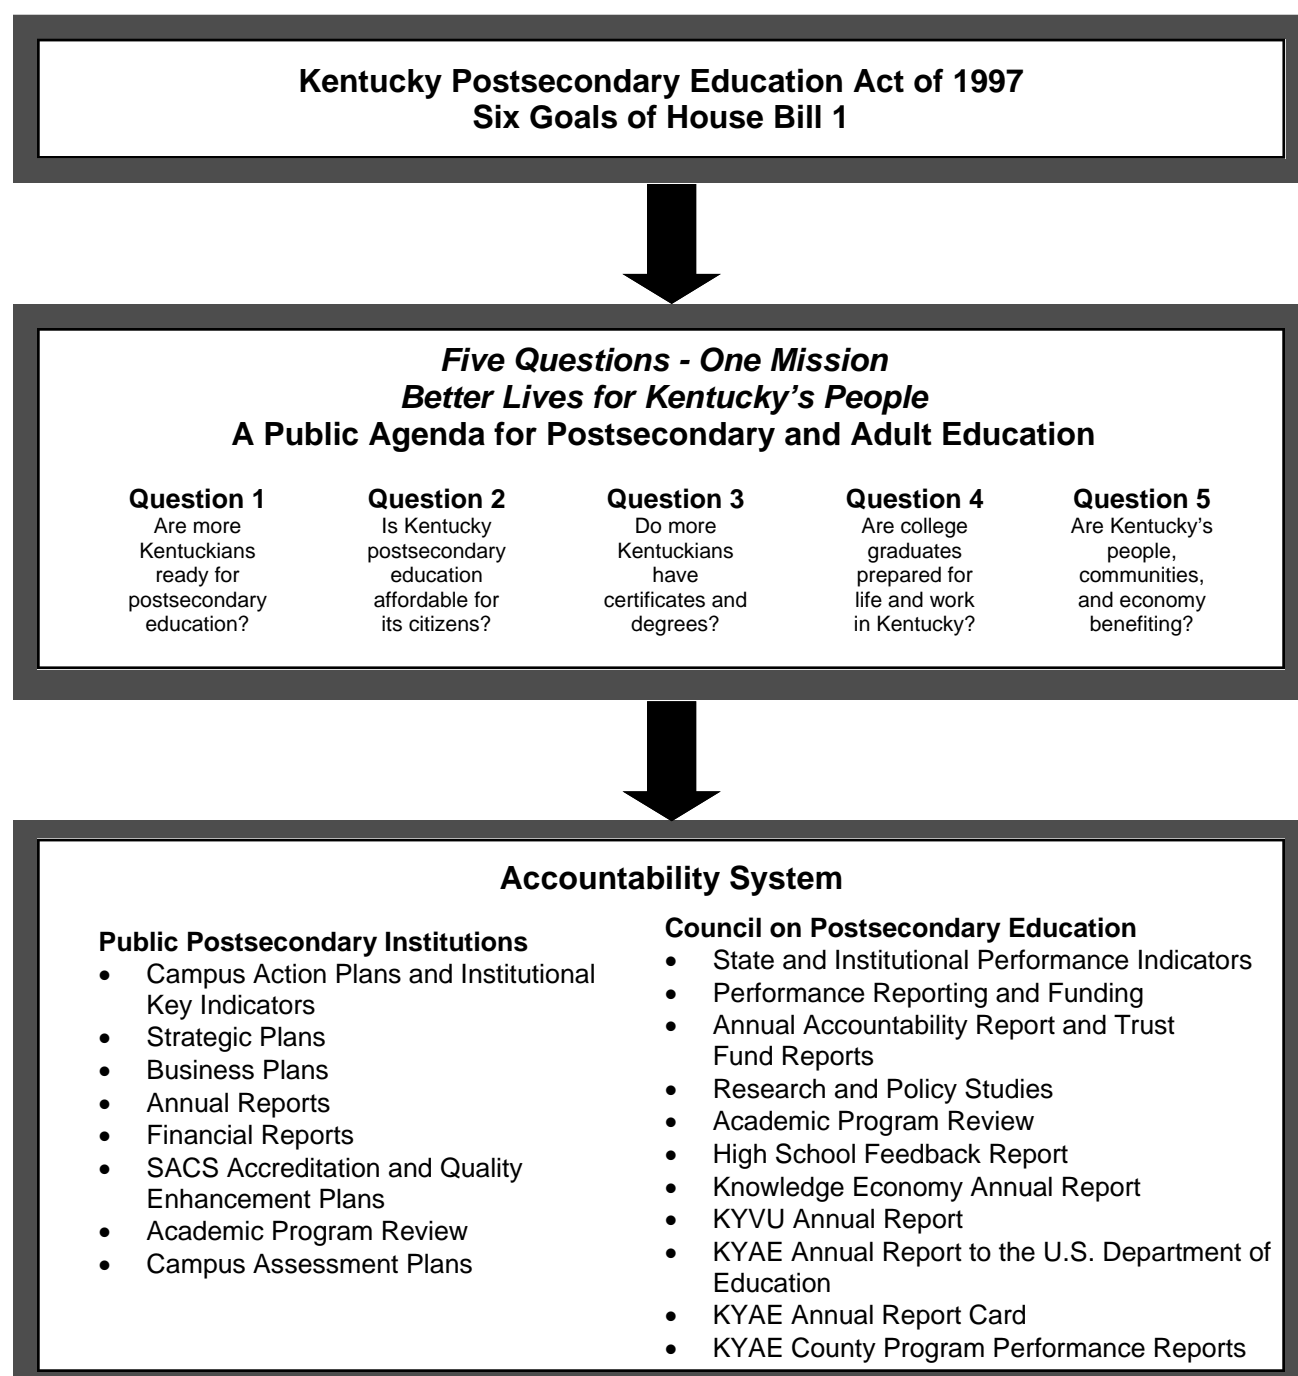 Kentucky Postsecondary Education Act of 1997
Six Goals of House Bill 1
Five Questions - One Mission
Better Lives for Kentucky’s People
A Public Agenda for Postsecondary and Adult Education
Question 1
Are more
Kentuckians
ready for
postsecondary
education?
Question 2
Is Kentucky
postsecondary
education
affordable for
its citizens?
Question 3
Do more
Kentuckians
have
certificates and
degrees?
Question 4
Are college
graduates
prepared for
life and work
in Kentucky?
Question 5
Are Kentucky’s
people,
communities,
and economy
benefiting?
Accountability System
Public Postsecondary Institutions
• Campus Action Plans and Institutional
Key Indicators
• Strategic Plans
• Business Plans
• Annual Reports
• Financial Reports
• SACS Accreditation and Quality
Enhancement Plans
• Academic Program Review
• Campus Assessment Plans
Council on Postsecondary Education
• State and Institutional Performance Indicators
• Performance Reporting and Funding
• Annual Accountability Report and Trust
Fund Reports
• Research and Policy Studies
• Academic Program Review
• High School Feedback Report
• Knowledge Economy Annual Report
• KYVU Annual Report
• KYAE Annual Report to the U.S. Department of
Education
• KYAE Annual Report Card
• KYAE County Program Performance Reports